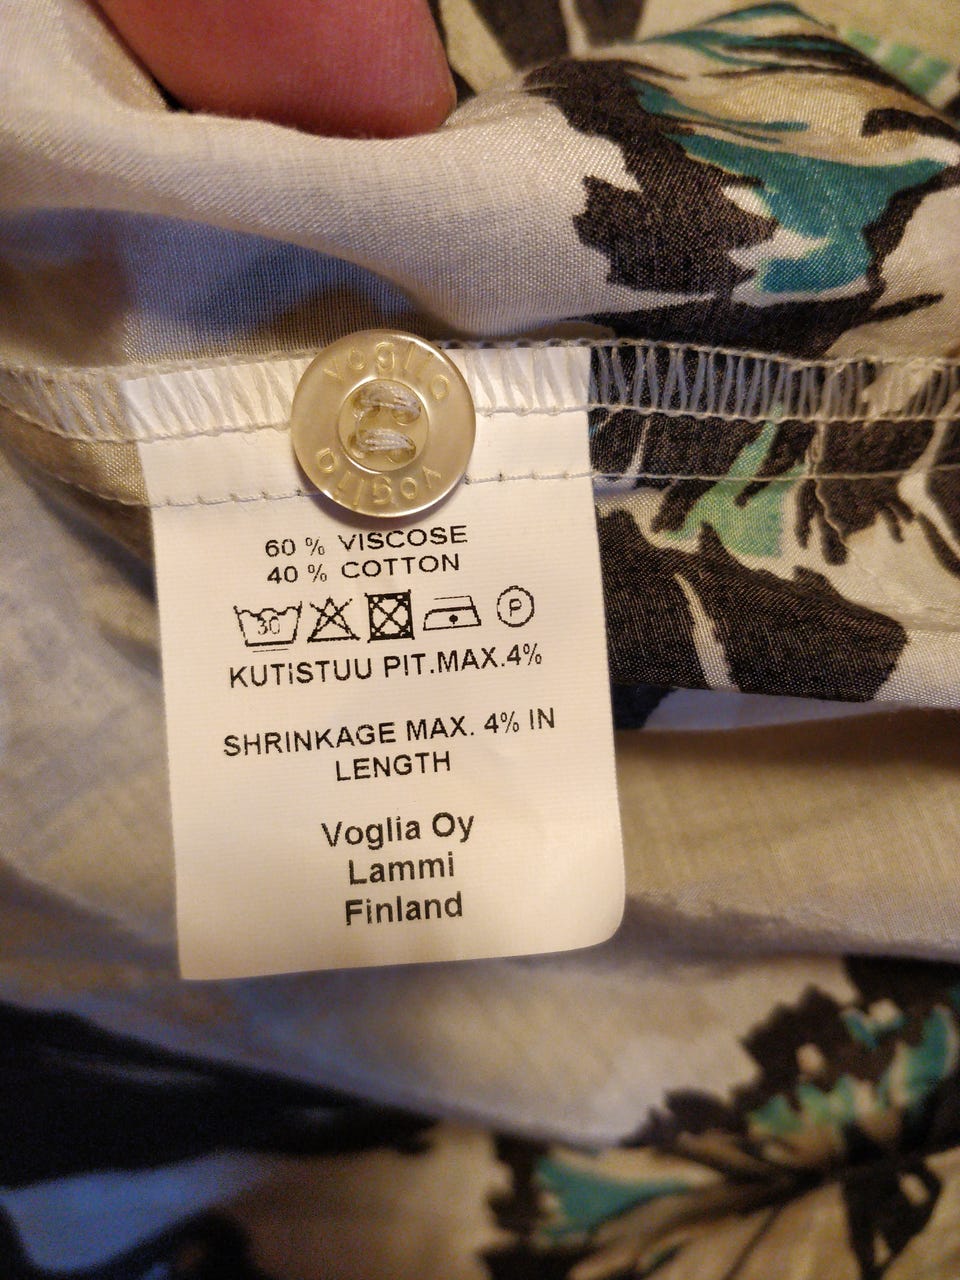 voglia
voglia
60 % VISCOSE
40 % COTTON
30 P
KUTiSTUU PIT.MAX.4%
SHRINKAGE MAX. 4% IN
LENGTH
Voglia Oy
Lammi
Finland